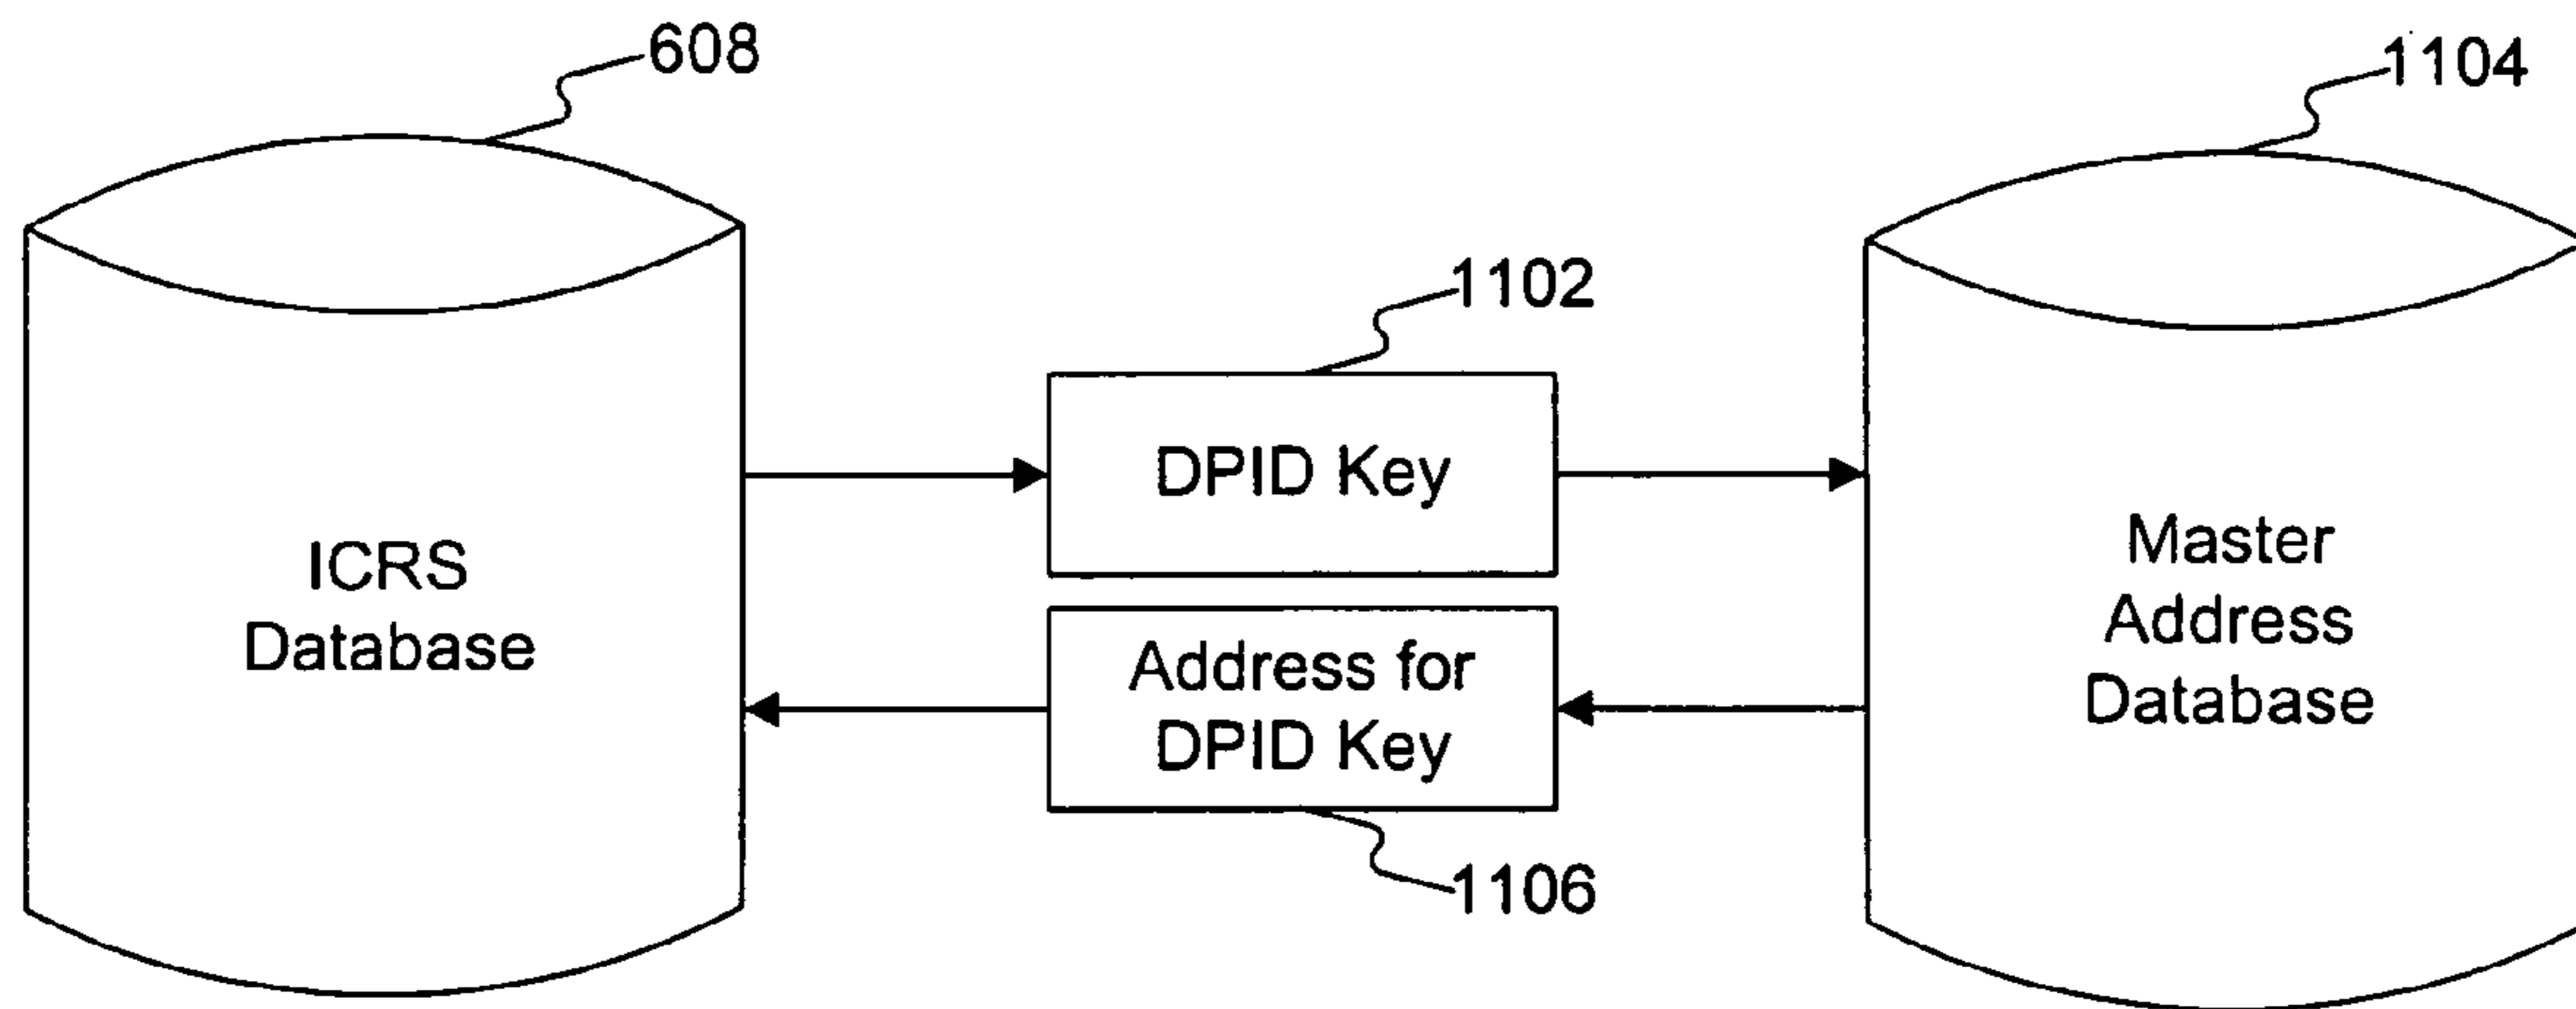 608
1104
1102
DPID Key
ICRS
Database
Master
Address
Database
Address for
DPID Key
1106